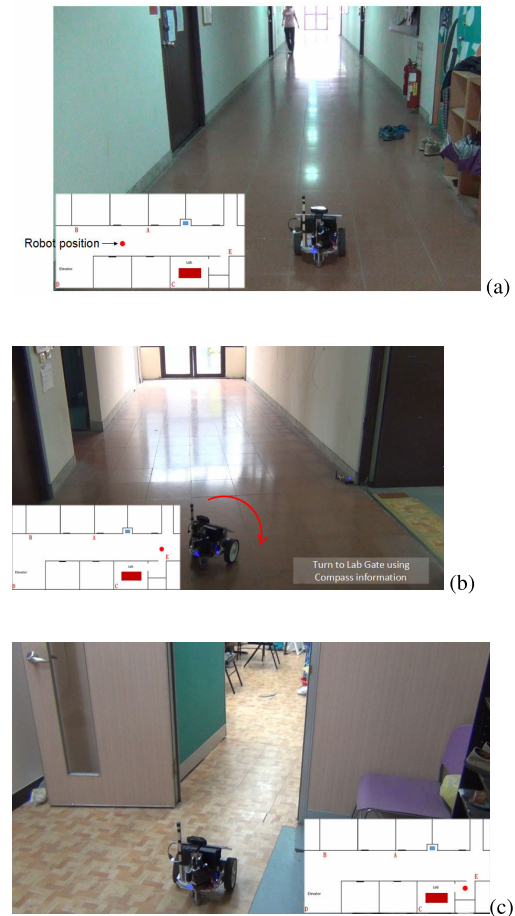 B A
Robot position
E
Elevator Lab
D C
(a)
B A
E
Elevator Lab
D C
Turn to Lab Gate using
Compass information
(b)
B A
E
Elevator Lab
D C
(c)